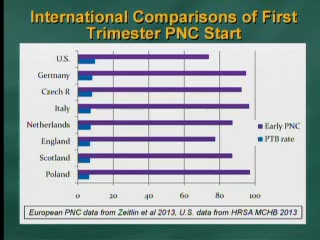 International Comparisons of First
Trimester PNC Start
U.S.
Germany
Czech R
Italy
Netherlands
England
Scotland
Poland
Early PNC
PTB rate
0 20 40 60 80 100
European PNC data from Zeitlin et al 2013, U.S. data from HRSA MCHB 2013